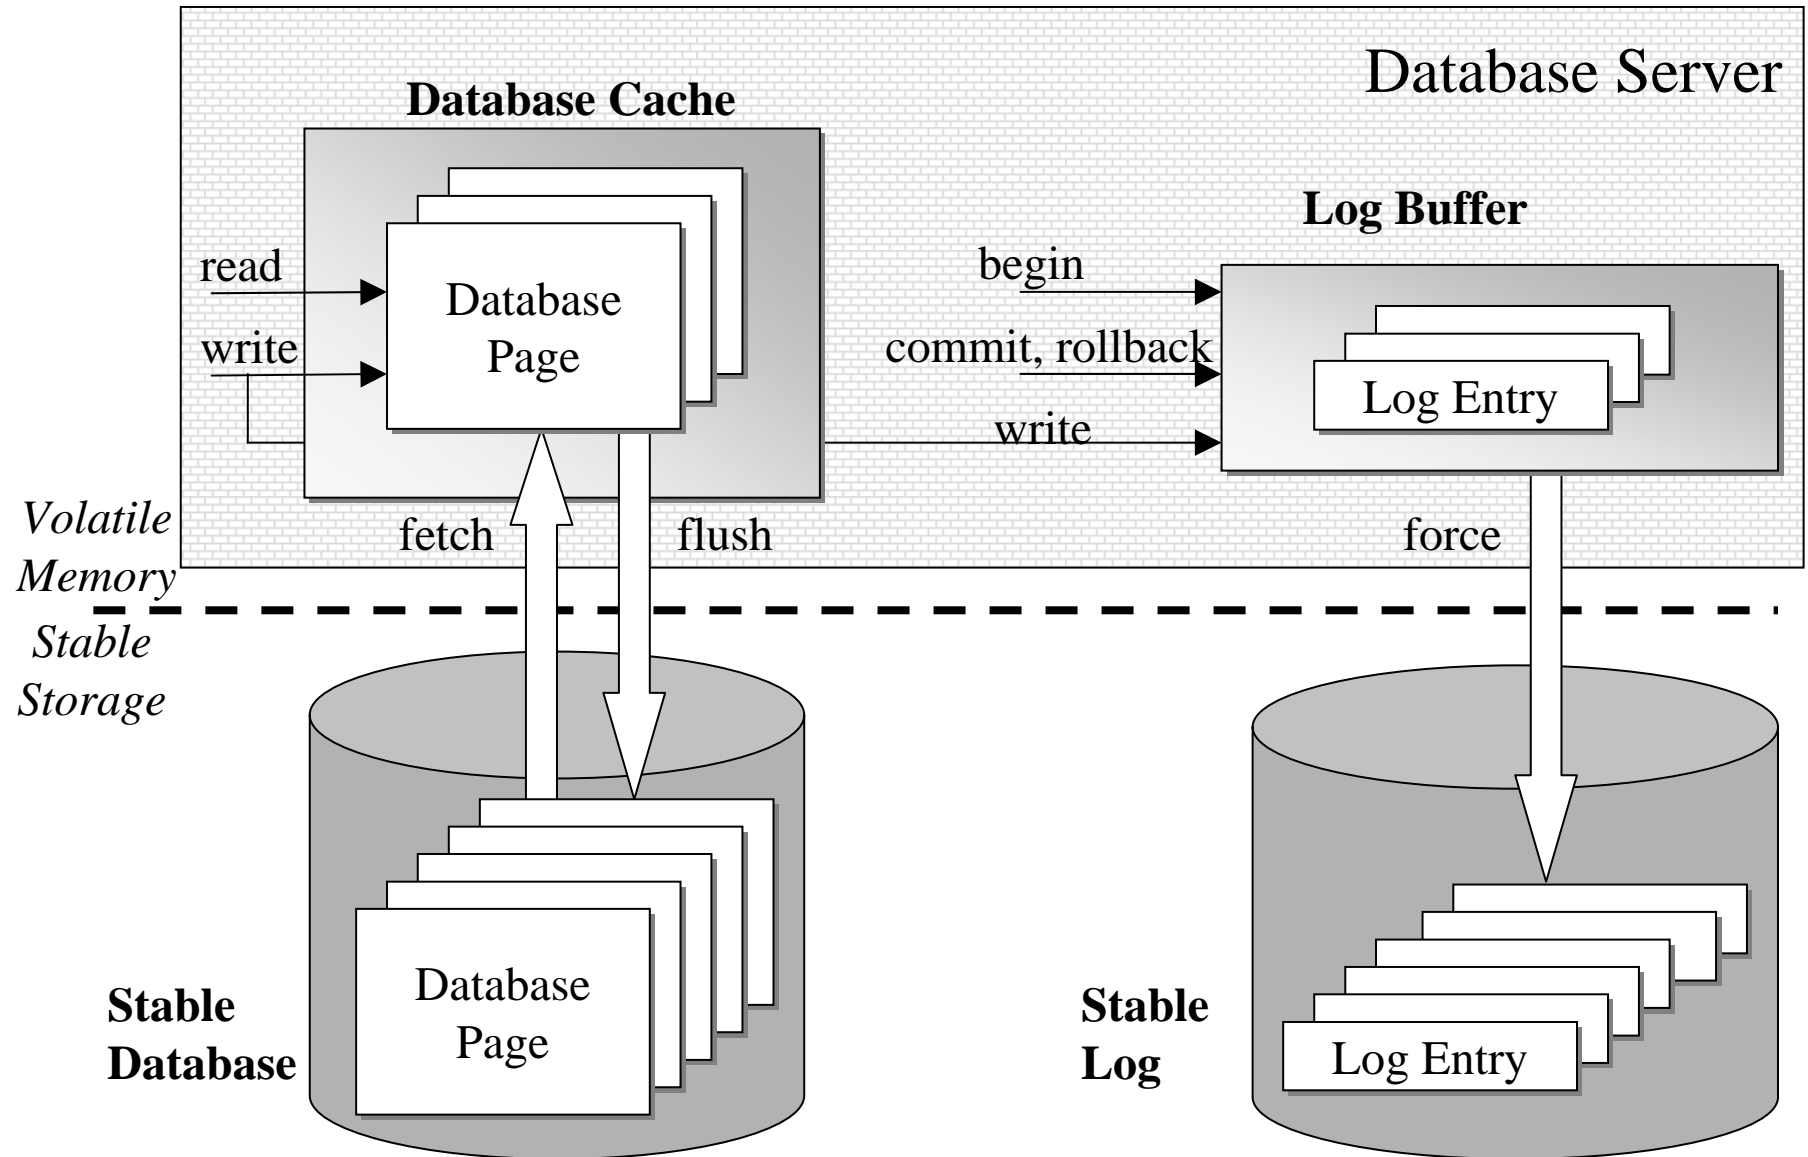 Database Server
Database Cache
Log Buffer
read
begin
Database
Page
write
commit, rollback
Log Entry
write
Volatile
Memory
fetch
flush
force
Stable
Storage
Database
Page
Stable
Database
Stable
Log
Log Entry